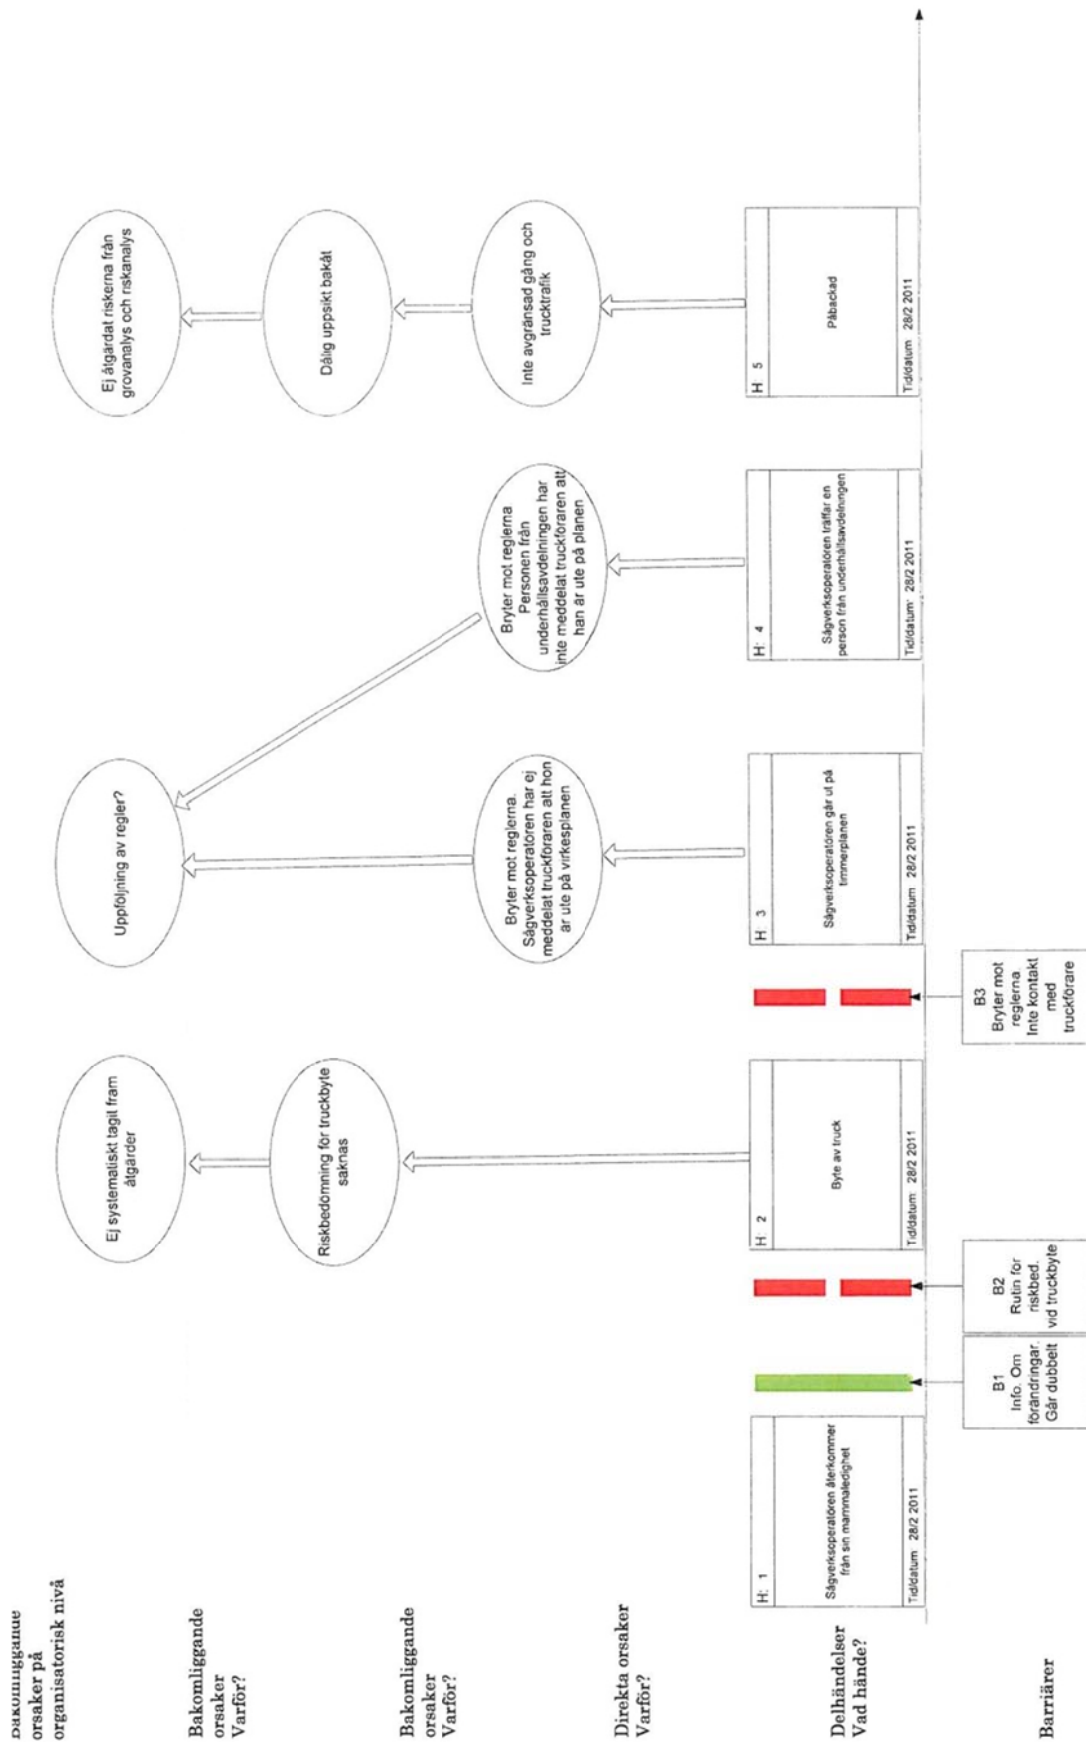 Bakomliggande
orsaker på
organisatorisk nivå
Ej systematiskt tagit fram
åtgärder
Uppföljning av regler?
Ej åtgärdat riskerna från
grovanalys och riskanalys
Bakomliggande
orsaker
Varför?
Riskbedömning för truckbyte
saknas
Dålig uppsikt bakåt
Bakomliggande
orsaker
Varför?
Direkta orsaker
Varför?
Bryter mot reglerna.
Sågverksoperatören har ej
meddelat truckföraren att hon
är ute på virkesplanen
Bryter mot reglerna
Personen från
underhållsavdelningen har
inte meddelat truckföraren att
han är ute på planen
Inte avgränsad gång och
trucktrafik
Delhändelser
Vad hände?
H: 1
Sågverksoperatören återkommer
från sin mammaledighet
Tid/datum: 28/2 2011
H: 2
Byte av truck
Tid/datum: 28/2 2011
H: 3
Sågverksoperatören går ut på
timmerplanen
Tid/datum: 28/2 2011
H: 4
Sågverksoperatören träffar en
person från underhållsavdelningen
Tid/datum: 28/2 2011
H: 5
Påbackad
Tid/datum: 28/2 2011
Barriärer
B1
Info. Om
förändringar.
Går dubbelt
B2
Rutin för
riskbed.
vid truckbyte
B3
Bryter mot
reglerna
Inte kontakt
med
truckförare